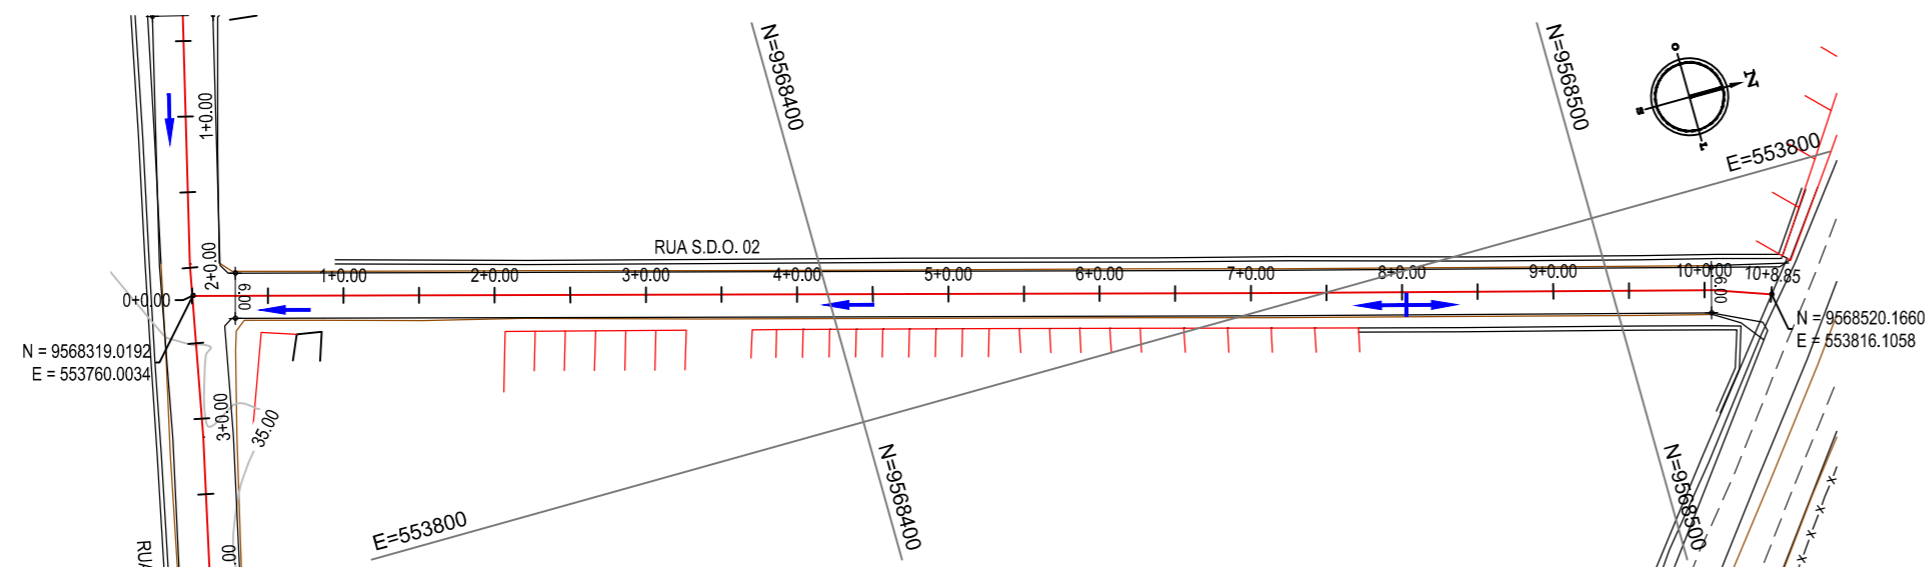 N=9568400
N=9568500
O
N
S
L
E=553800
1+0.00
2+0.00
RUA S.D.O. 02
0+0.00
6.00
1+0.00
2+0.00
3+0.00
4+0.00
5+0.00
6+0.00
7+0.00
8+0.00
9+0.00
10+0.00
10+8.85
6.00
N = 9568319.0192
E = 553760.0034
N = 9568520.1660
E = 553816.1058
3+0.00
35.00
E=553800
N=9568400
N=9568500
RUA
.00
x x x x